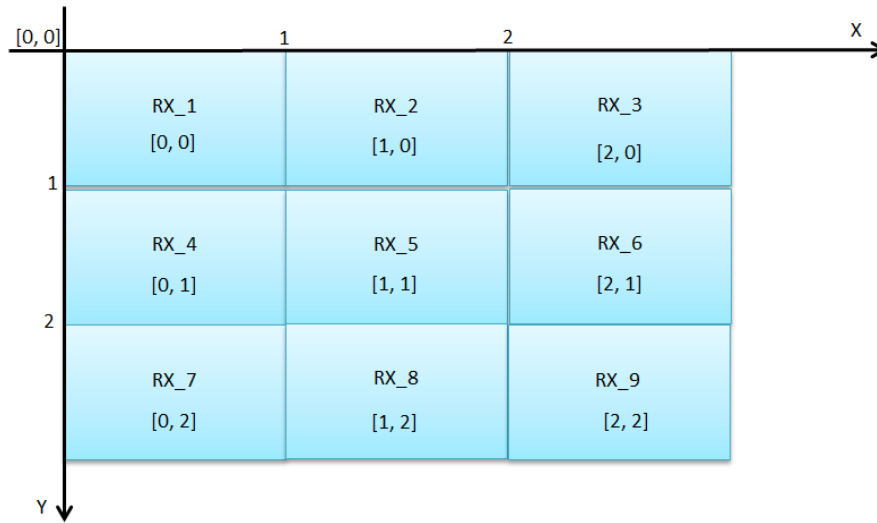 [0, 0]
1
2
X
RX_1
RX_2
RX_3
[0, 0]
[1, 0]
[2, 0]
1
RX_4
RX_5
RX_6
[0, 1]
[1, 1]
[2, 1]
2
RX_7
RX_8
RX_9
[0, 2]
[1, 2]
[2, 2]
Y